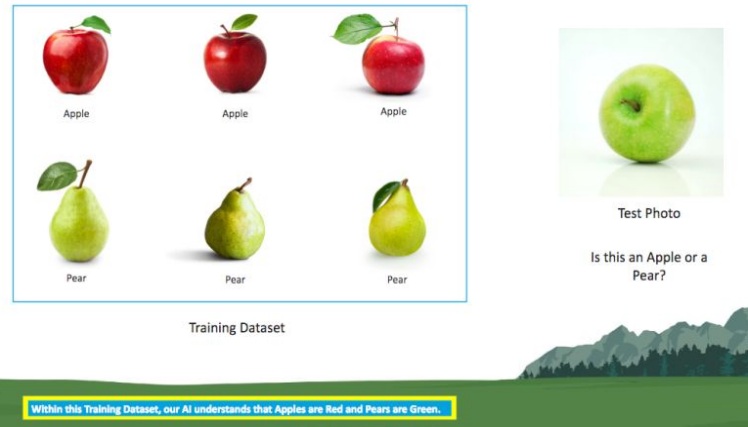 Apple
Apple
Apple
Pear
Pear
Pear
Training Dataset
Test Photo
Is this an Apple or a
Pear?
Within this Training Dataset, our AI understands that Apples are Red and Pears are Green.